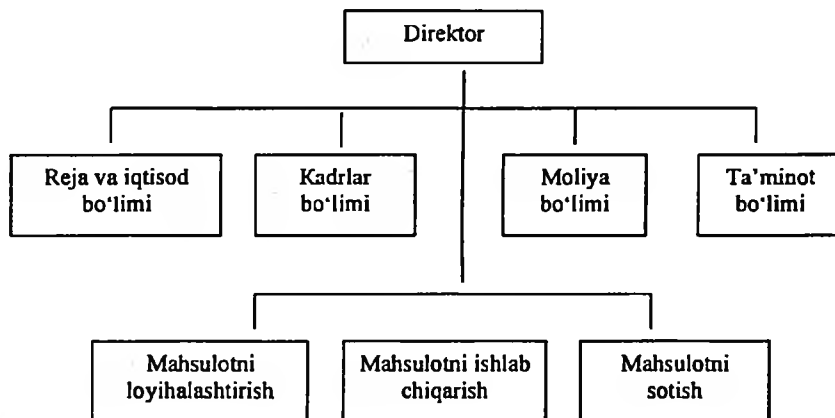 Direktor
Reja va iqtisod
bo‘limi
Kadrlar
bo‘limi
Moliya
bo‘limi
Ta’minot
bo‘limi
Mahsulotni
loyihalashtirish
Mahsulotni ishlab
chiqarish
Mahsulotni
sotish